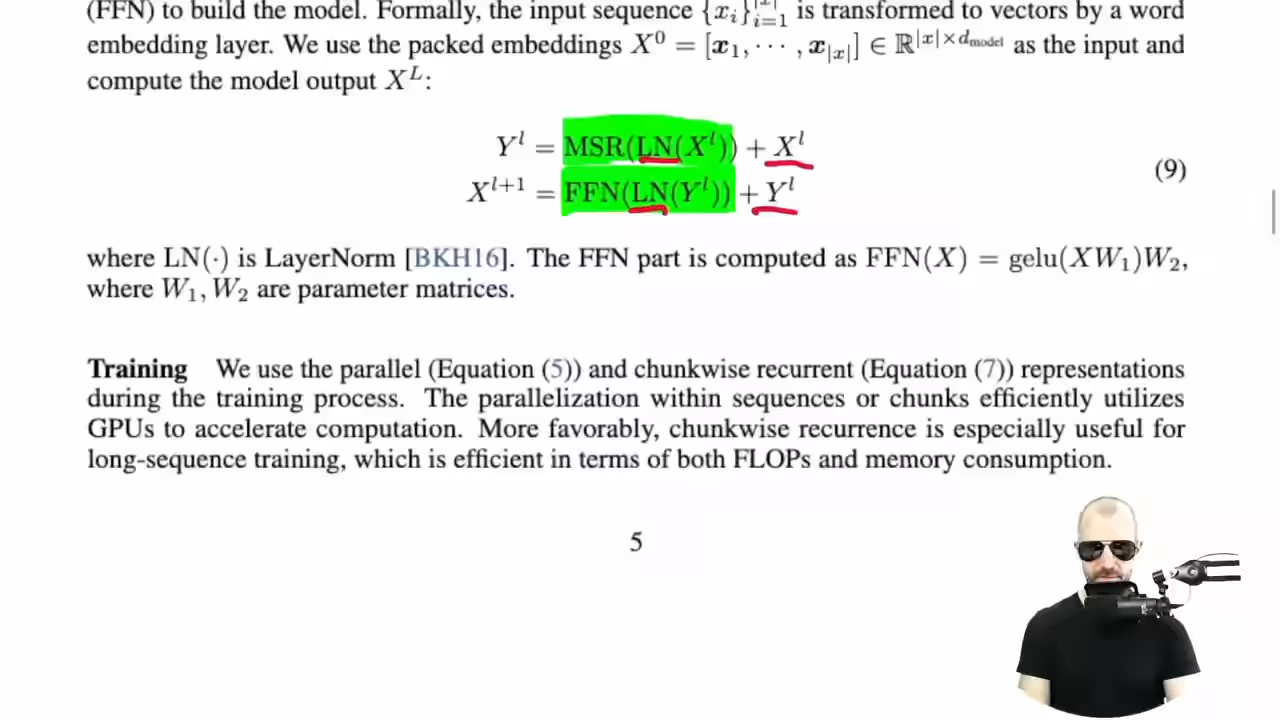 (FFN) to build the model. Formally, the input sequence {x_i}_{i=1}^{|x|} is transformed to vectors by a word
embedding layer. We use the packed embeddings X^0 = [x_1, ⋯ , x_{|x|}] ∈ ℝ^{|x|×d_model} as the input and
compute the model output X^L:
Y^l = MSR(LN(X^l)) + X^l
X^{l+1} = FFN(LN(Y^l)) + Y^l
(9)
where LN(·) is LayerNorm [BKH16]. The FFN part is computed as FFN(X) = gelu(XW_1)W_2,
where W_1, W_2 are parameter matrices.
Training We use the parallel (Equation (5)) and chunkwise recurrent (Equation (7)) representations
during the training process. The parallelization within sequences or chunks efficiently utilizes
GPUs to accelerate computation. More favorably, chunkwise recurrence is especially useful for
long-sequence training, which is efficient in terms of both FLOPs and memory consumption.
5